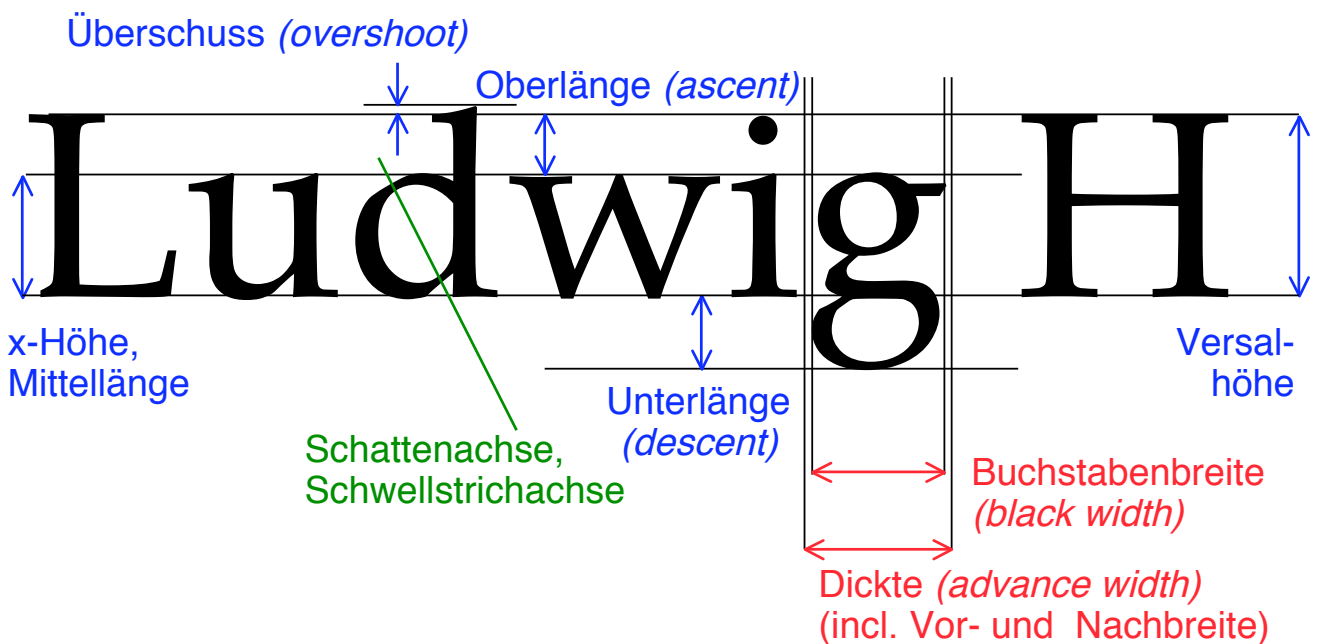 Überschuss (overshoot)
Oberlänge (ascent)
Ludwig H
x-Höhe,
Mittellänge
Versal-
höhe
Unterlänge
(descent)
Schattenachse,
Schwellstrichachse
Buchstabenbreite
(black width)
Dickte (advance width)
(incl. Vor- und Nachbreite)